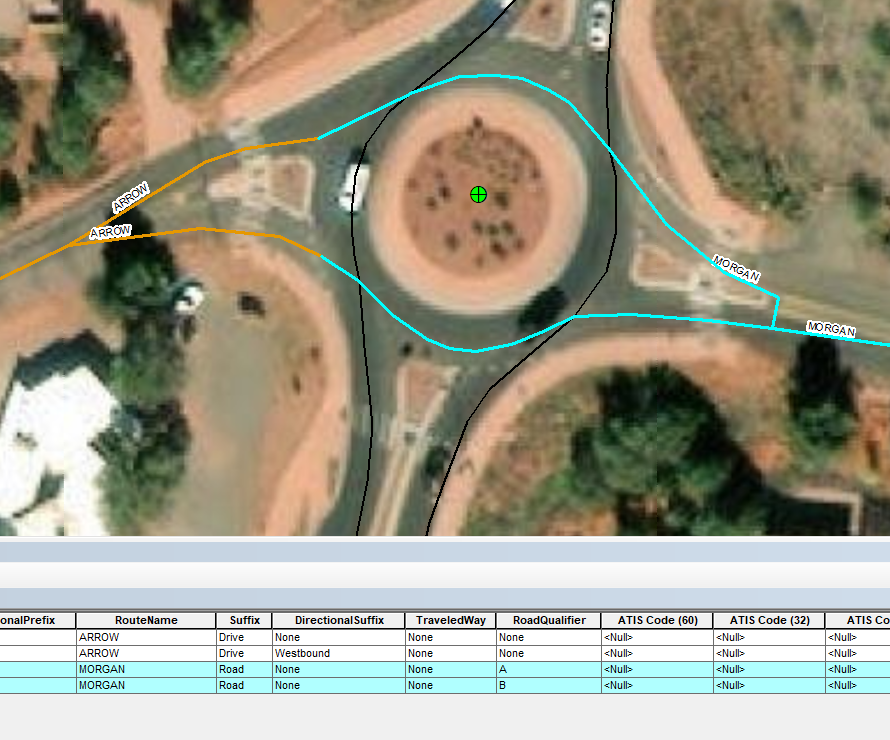 ARROW
ARROW
MORGAN
MORGAN
onalPrefix RouteName Suffix DirectionalSuffix TraveledWay RoadQualifier ATIS Code (60) ATIS Code (32) ATIS Co
ARROW Drive None None None <Null> <Null> <Null>
ARROW Drive Westbound None None <Null> <Null> <Null>
MORGAN Road None None A <Null> <Null> <Null>
MORGAN Road None None B <Null> <Null> <Null>